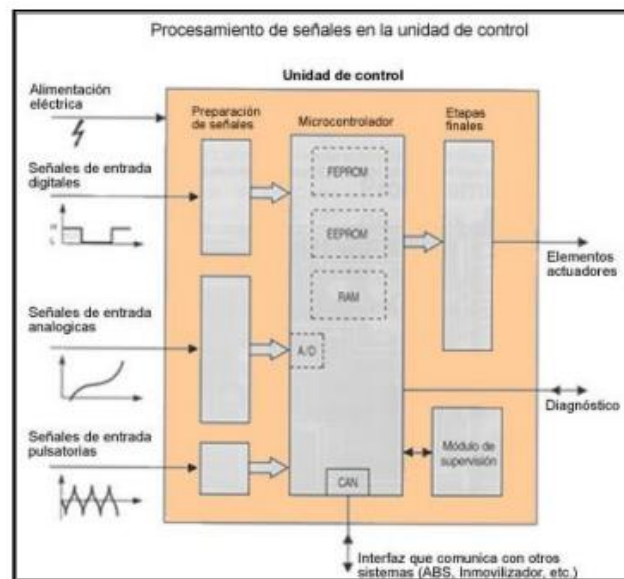 Procesamiento de señales en la unidad de control
Unidad de control
Alimentación
eléctrica
Preparación
de señales
Microcontrolador
Etapas
finales
Señales de entrada
digitales
H
L
FEPROM
EEPROM
RAM
Elementos
actuadores
Señales de entrada
analogicas
A/D
Diagnóstico
Señales de entrada
pulsatorias
Módulo de
supervisión
CAN
Interfaz que comunica con otros
sistemas (ABS, Inmovilizador, etc.)